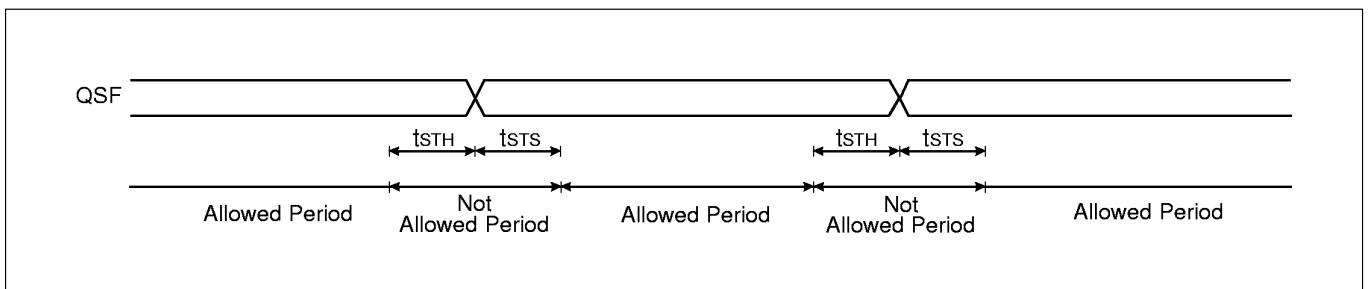 QSF
tSTH tSTS tSTH tSTS
Allowed Period Not Allowed Period Allowed Period Not Allowed Period Allowed Period